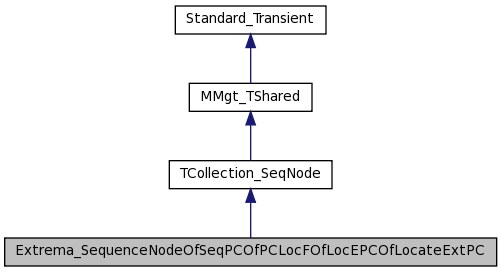 Standard_Transient
MMgt_TShared
TCollection_SeqNode
Extrema_SequenceNodeOfSeqPCOfPCLocFOfLocEPCOfLocateExtPC